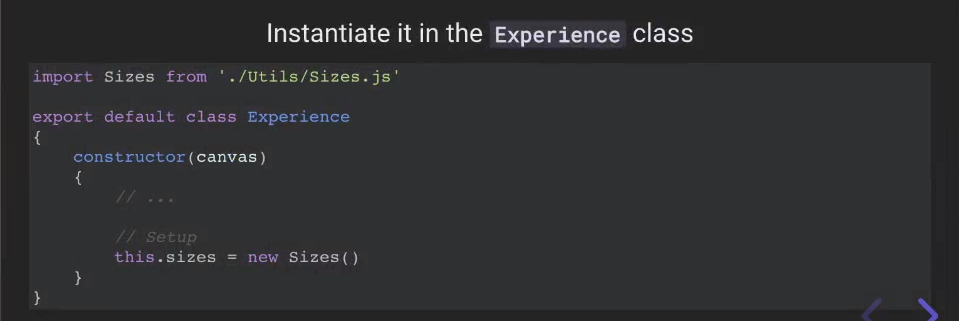 Instantiate it in the Experience class
import Sizes from './Utils/Sizes.js'
export default class Experience
{
constructor(canvas)
{
// ...
// Setup
this.sizes = new Sizes()
}
}